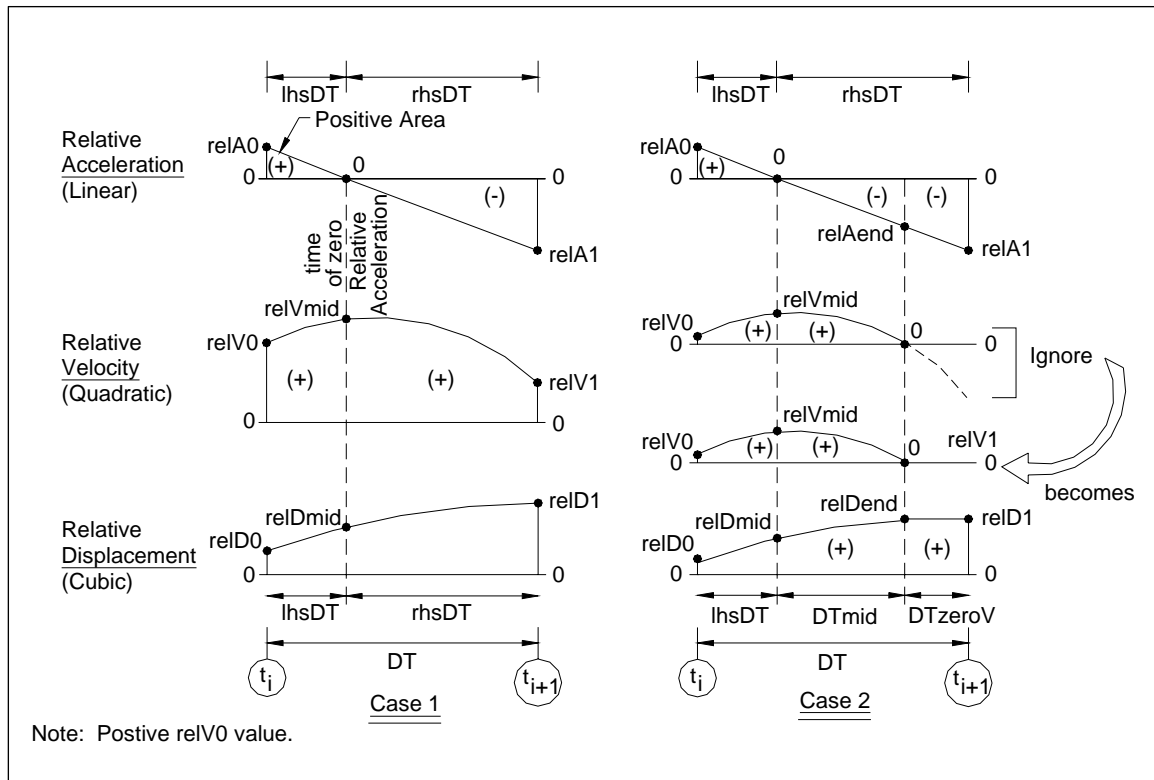 lhsDT rhsDT lhsDT rhsDT
Positive Area
Relative
Acceleration
(Linear)
relA0 (+) 0 (-) 0 relA1
time
of zero
Relative
Acceleration
relA0 (+) 0 (-) (-) 0 relAend relA1
Relative
Velocity
(Quadratic)
relVmid
relV0 (+) (+) relV1
0 0
relVmid
relV0 (+) (+) 0 0 Ignore
relVmid
relV0 (+) (+) 0 relV1
0 0
becomes
Relative
Displacement
(Cubic)
relDmid relD1
relD0
0 0
relDend
relDmid relD1
relD0 (+) (+)
0 0
lhsDT rhsDT lhsDT DTmid DTzeroV
DT DT
ti ti+1 ti ti+1
Case 1 Case 2
Note: Postive relV0 value.